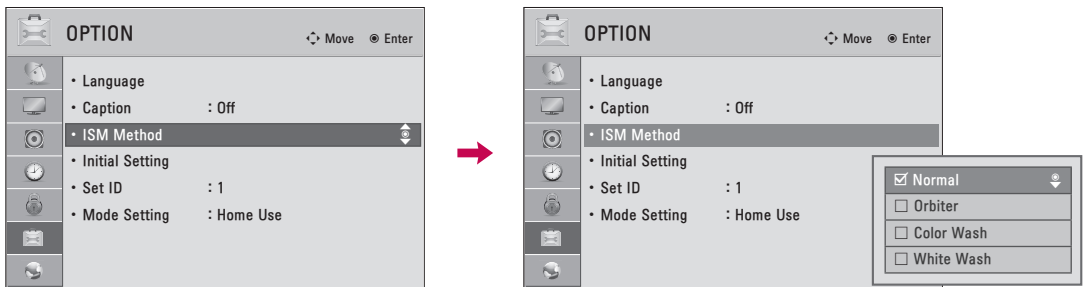 OPTION Move Enter
• Language
• Caption : Off
• ISM Method
• Initial Setting
• Set ID : 1
• Mode Setting : Home Use
OPTION Move Enter
• Language
• Caption : Off
• ISM Method
• Initial Setting
• Set ID : 1
• Mode Setting : Home Use
Normal
Orbiter
Color Wash
White Wash